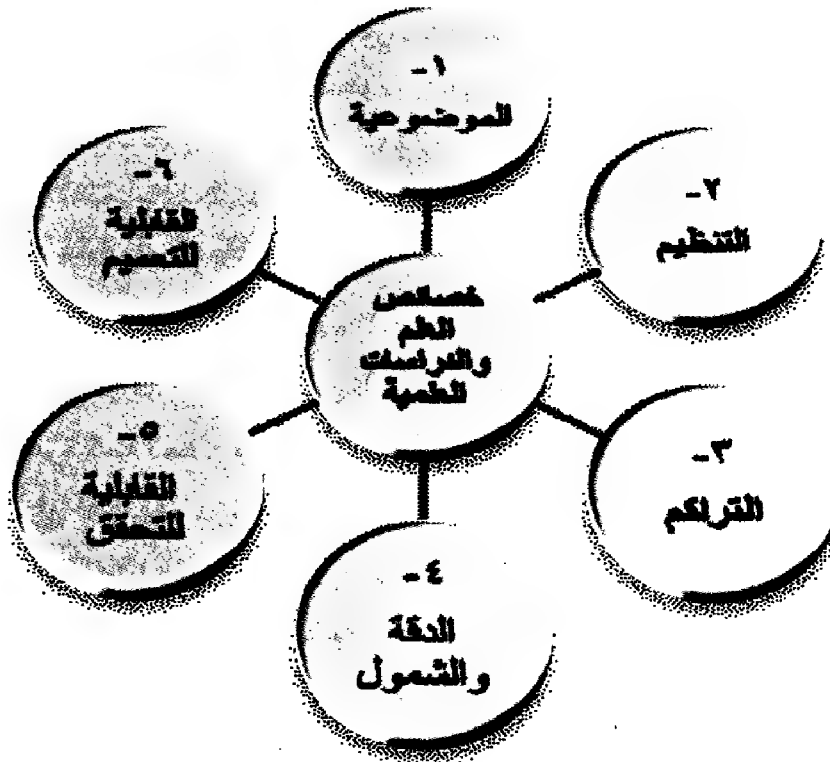 خصائص
العلم
والدراسات
العلمية
١-
الموضوعية
٢-
التنظيم
٣-
التراكم
٤-
الدقة
والشمول
٥-
القابلية
للتحقق
٦-
القابلية
للتعميم